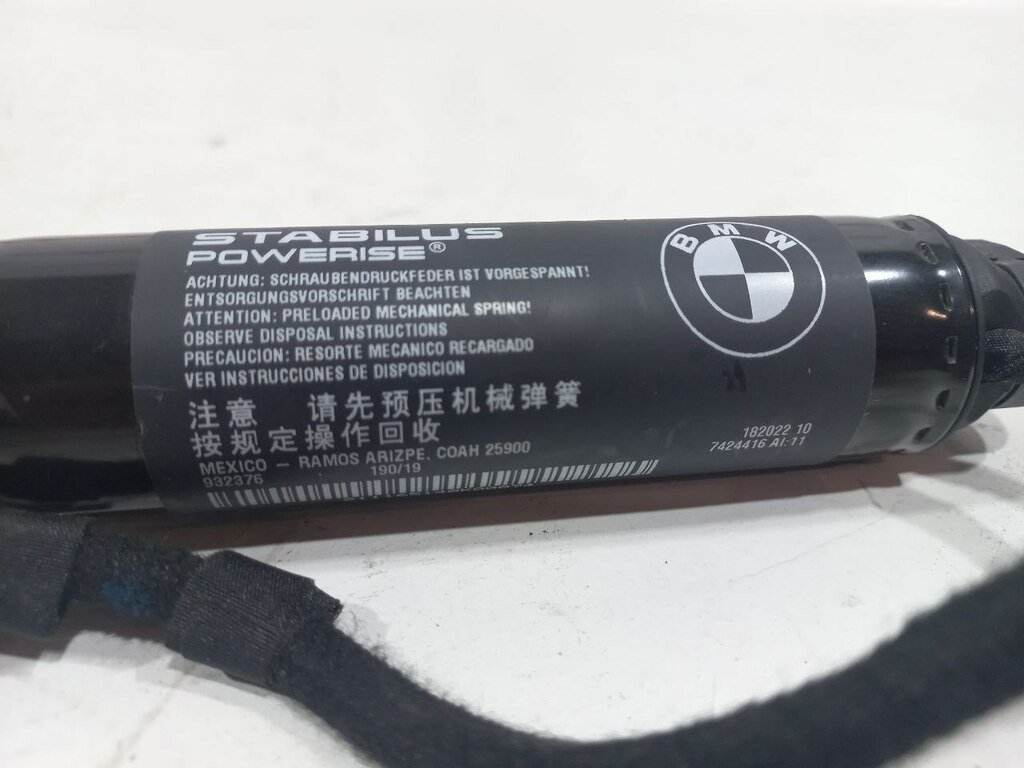 STABILUS
POWERISE®
ACHTUNG: SCHRAUBENDRUCKFEDER IST VORGESPANNT!
ENTSORGUNGSVORSCHRIFT BEACHTEN
ATTENTION: PRELOADED MECHANICAL SPRING!
OBSERVE DISPOSAL INSTRUCTIONS
PRECAUCION: RESORTE MECANICO RECARGADO
VER INSTRUCCIONES DE DISPOSICION
注意 请先预压机械弹簧
按规定操作回收
MEXICO - RAMOS ARIZPE, COAH 25900
932376 190/19
BMW
182022 10
7424416 AI:11